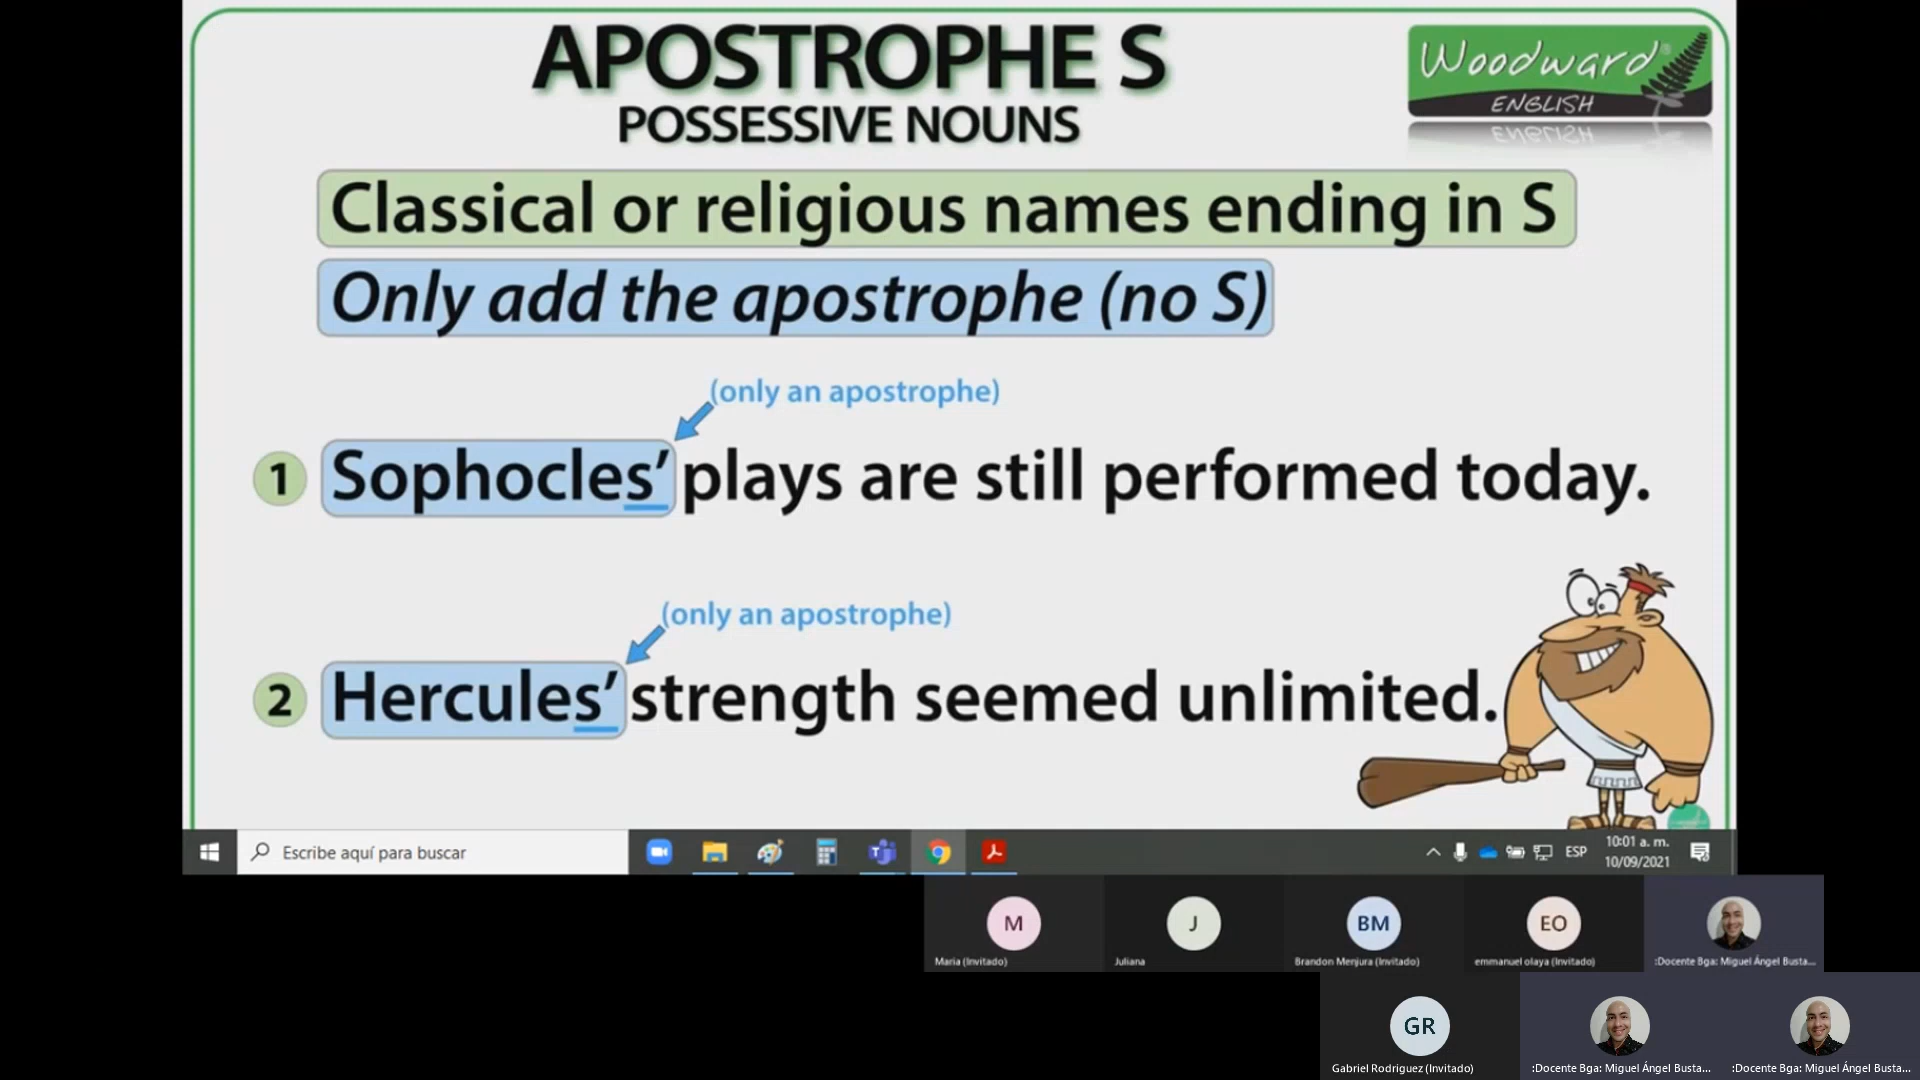 APOSTROPHE S
POSSESSIVE NOUNS
Woodward®
ENGLISH
Classical or religious names ending in S
Only add the apostrophe (no S)
(only an apostrophe)
1 Sophocles’ plays are still performed today.
(only an apostrophe)
2 Hercules’ strength seemed unlimited.
Escribe aquí para buscar
ESP
10:01 a. m.
10/09/2021
M
J
BM
EO
Maria (Invitado)
Juliana
Brandon Menjura (Invitado)
emmanuel olaya (Invitado)
:Docente Bga: Miguel Ángel Busta...
GR
Gabriel Rodriguez (Invitado)
:Docente Bga: Miguel Ángel Busta...
:Docente Bga: Miguel Ángel Busta...